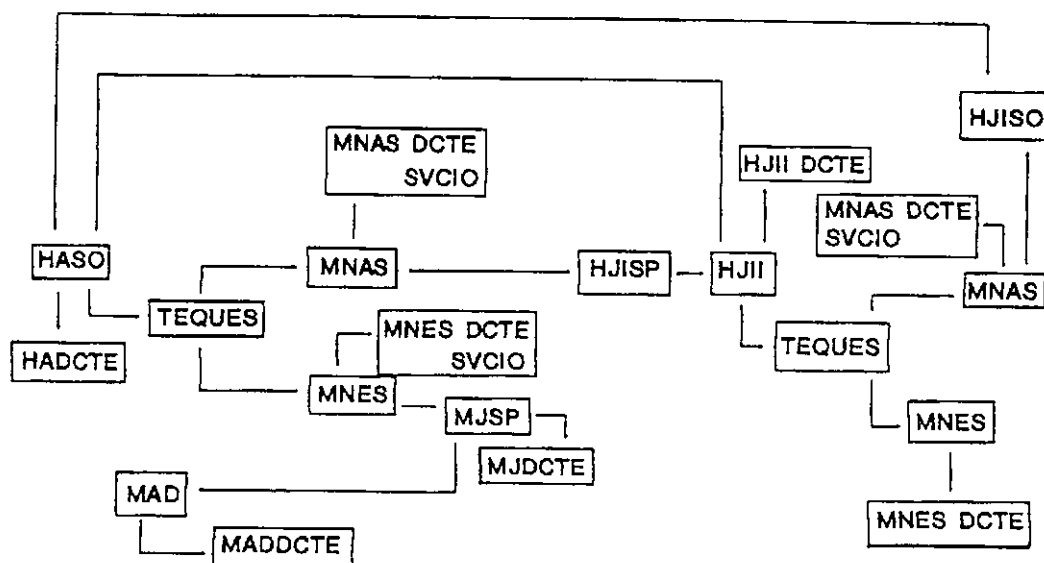 HJISO
MNAS DCTE
SVCIO
HJII DCTE
MNAS DCTE
SVCIO
HASO
MNAS
HJISP
HJII
MNAS
TEQUES
MNES DCTE
SVCIO
TEQUES
HADCTE
MNES
MJSP
MNES
MJDCTE
MAD
MNES DCTE
MADDCTE